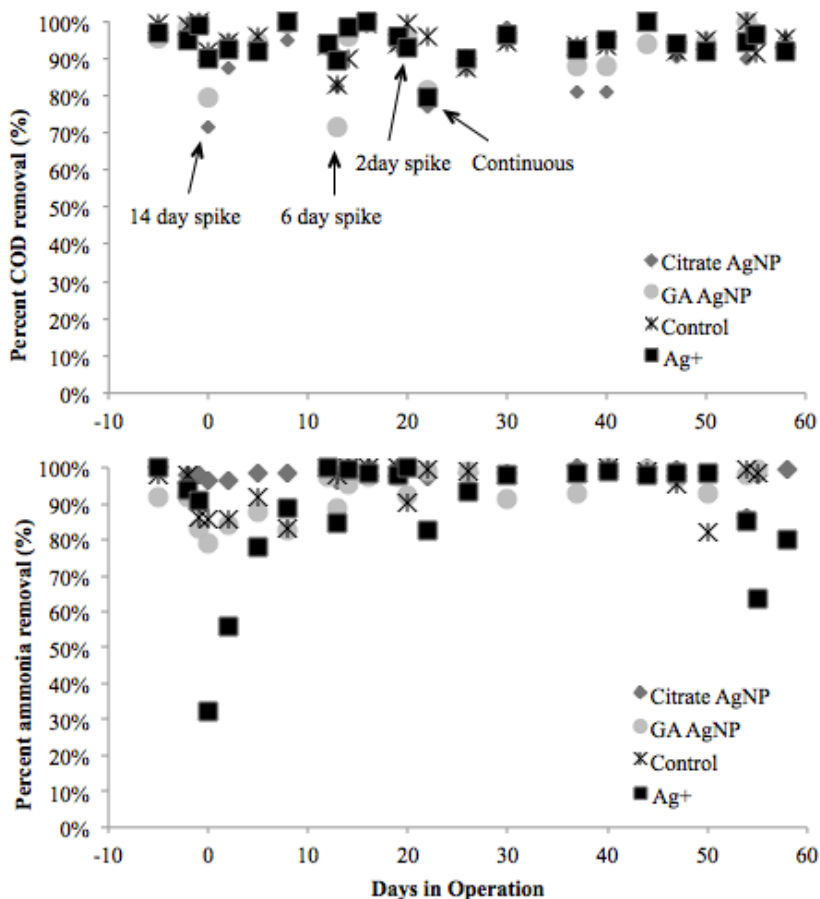 Percent COD removal (%)
100%
90%
80%
70%
60%
50%
40%
30%
20%
10%
0%
14 day spike
6 day spike
2day spike
Continuous
Citrate AgNP
GA AgNP
Control
Ag+
-10 0 10 20 30 40 50 60
Percent ammonia removal (%)
100%
90%
80%
70%
60%
50%
40%
30%
20%
10%
0%
Citrate AgNP
GA AgNP
Control
Ag+
-10 0 10 20 30 40 50 60
Days in Operation